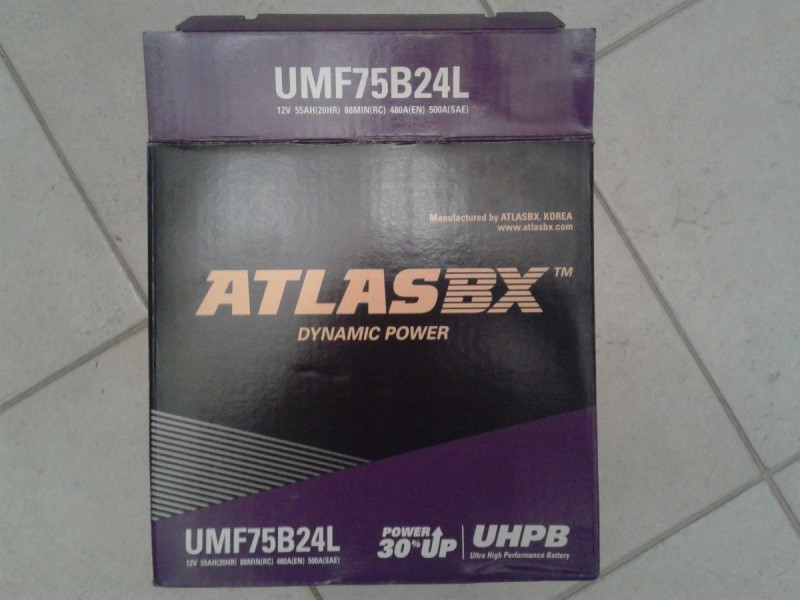 UMF75B24L
12V 55AH(20HR) 88MIN(RC) 480A(EN) 500A(SAE)
Manufactured by ATLASBX, KOREA
www.atlasbx.com
ATLASBX™
DYNAMIC POWER
UMF75B24L
12V 55AH(20HR) 88MIN(RC) 480A(EN) 500A(SAE)
POWER
30% UP
UHPB
Ultra High Performance Battery